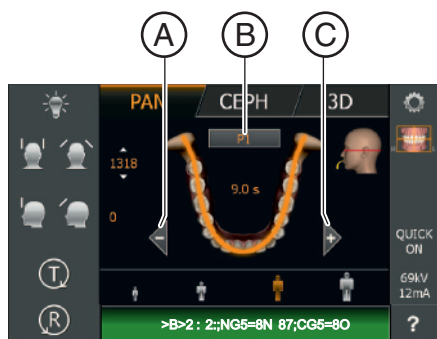 A B C
PAN CEPH 3D
P1
1318
9.0 s
0
− +
QUICK
ON
T
69kV
12mA
R
>B>2 : 2:;NG5=8N 87;CG5=8O
?